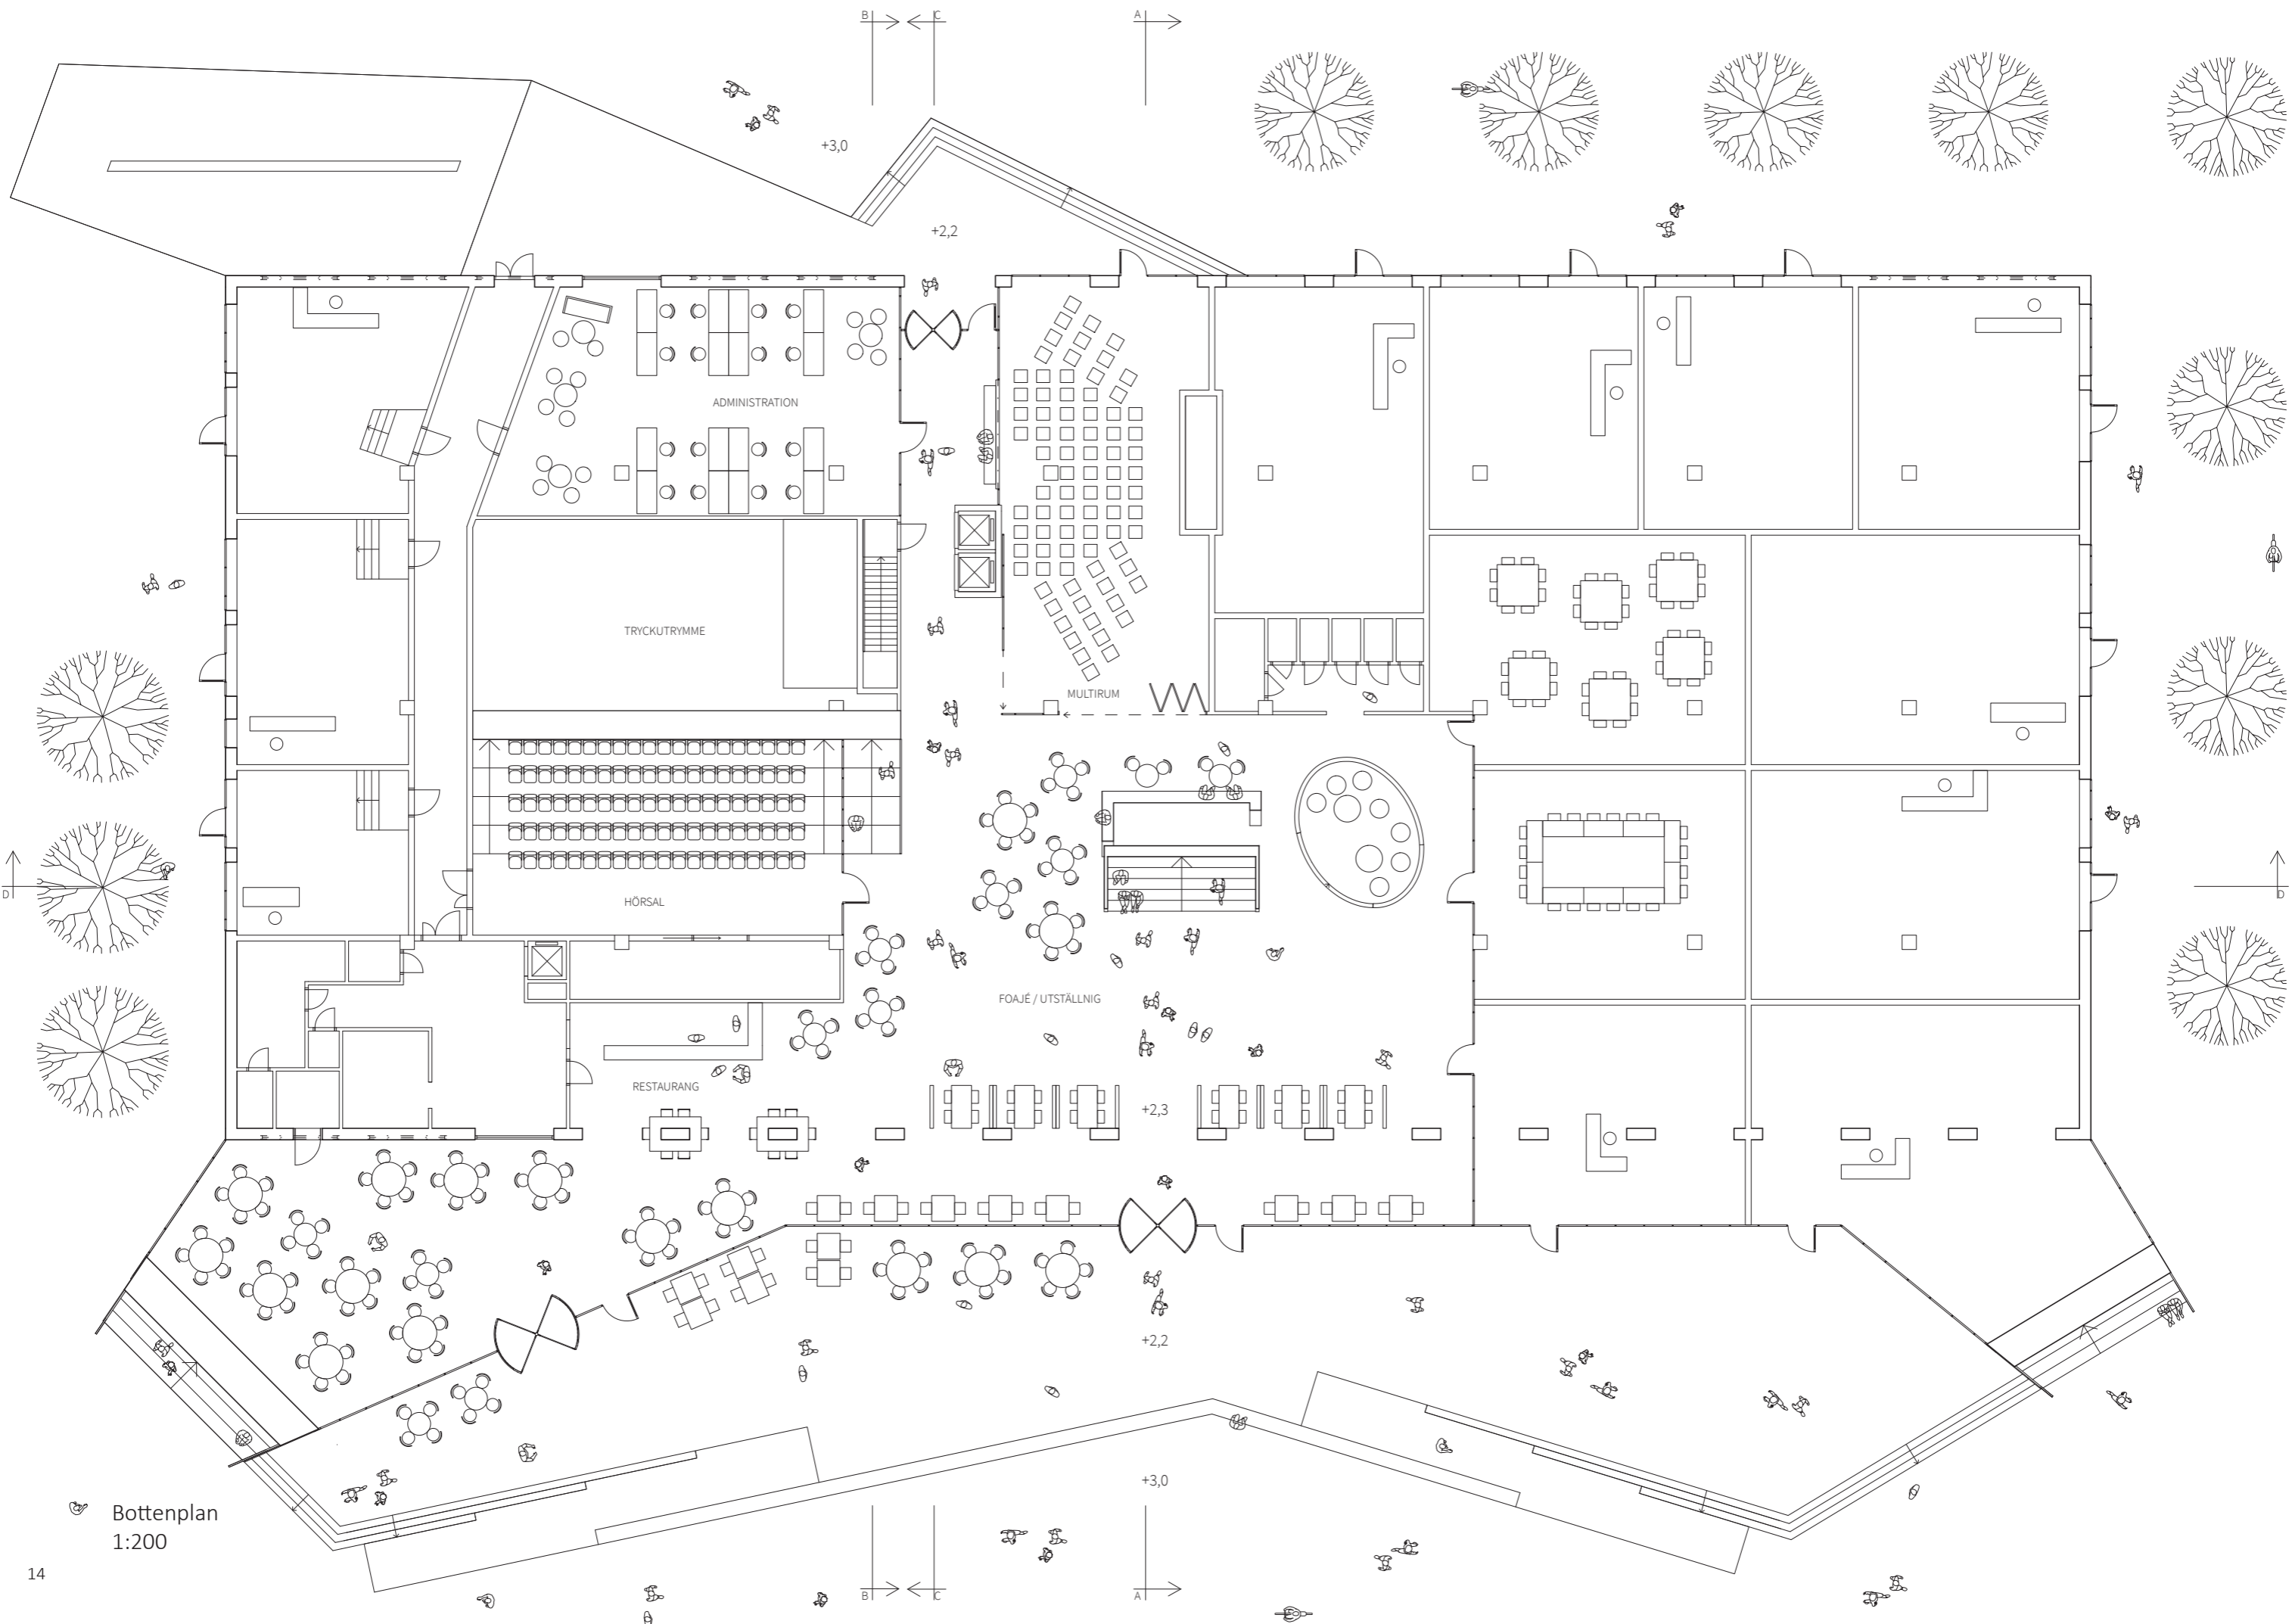 B
C
A
+3,0
+2,2
ADMINISTRATION
TRYCKUTRYMME
MULTIRUM
D
D
HÖRSAL
FOAJÉ / UTSTÄLLNIG
RESTAURANG
+2,3
+2,2
+3,0
Bottenplan
1:200
14
B
C
A